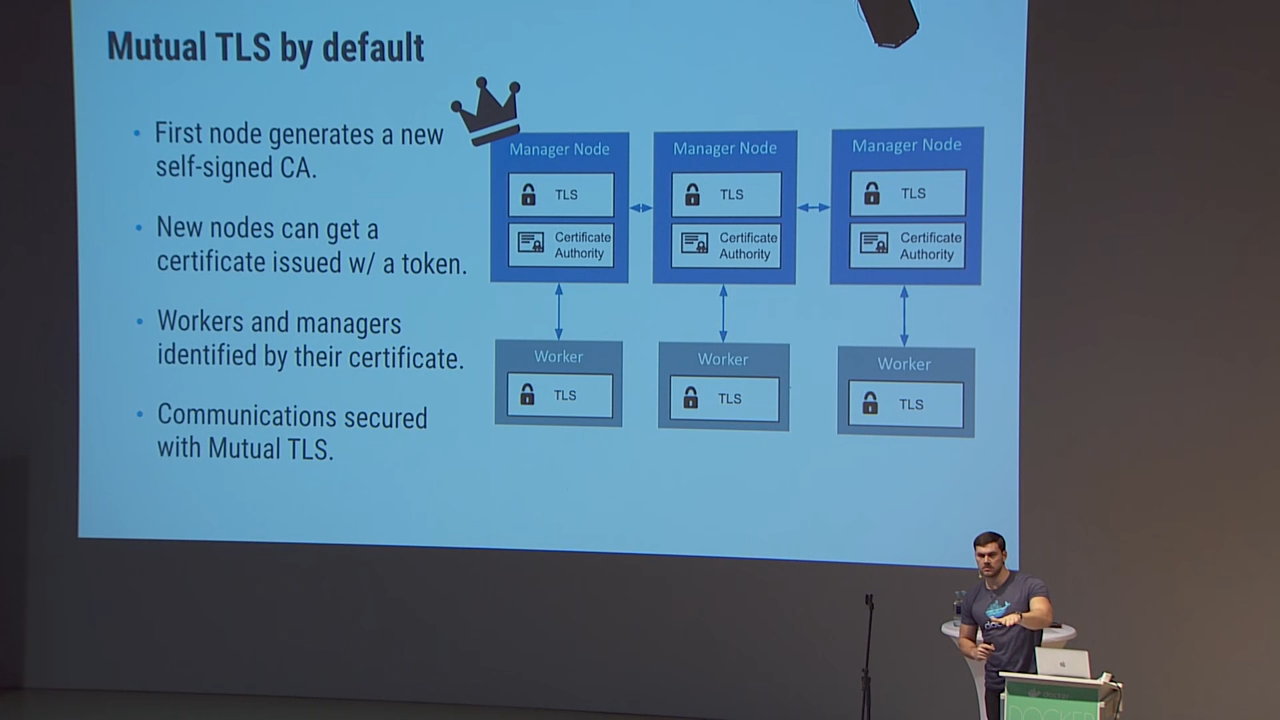 Mutual TLS by default
• First node generates a new
self-signed CA.
• New nodes can get a
certificate issued w/ a token.
• Workers and managers
identified by their certificate.
• Communications secured
with Mutual TLS.
Manager Node
TLS
Certificate
Authority
Manager Node
TLS
Certificate
Authority
Manager Node
TLS
Certificate
Authority
Worker
TLS
Worker
TLS
Worker
TLS
docker
DOCKER